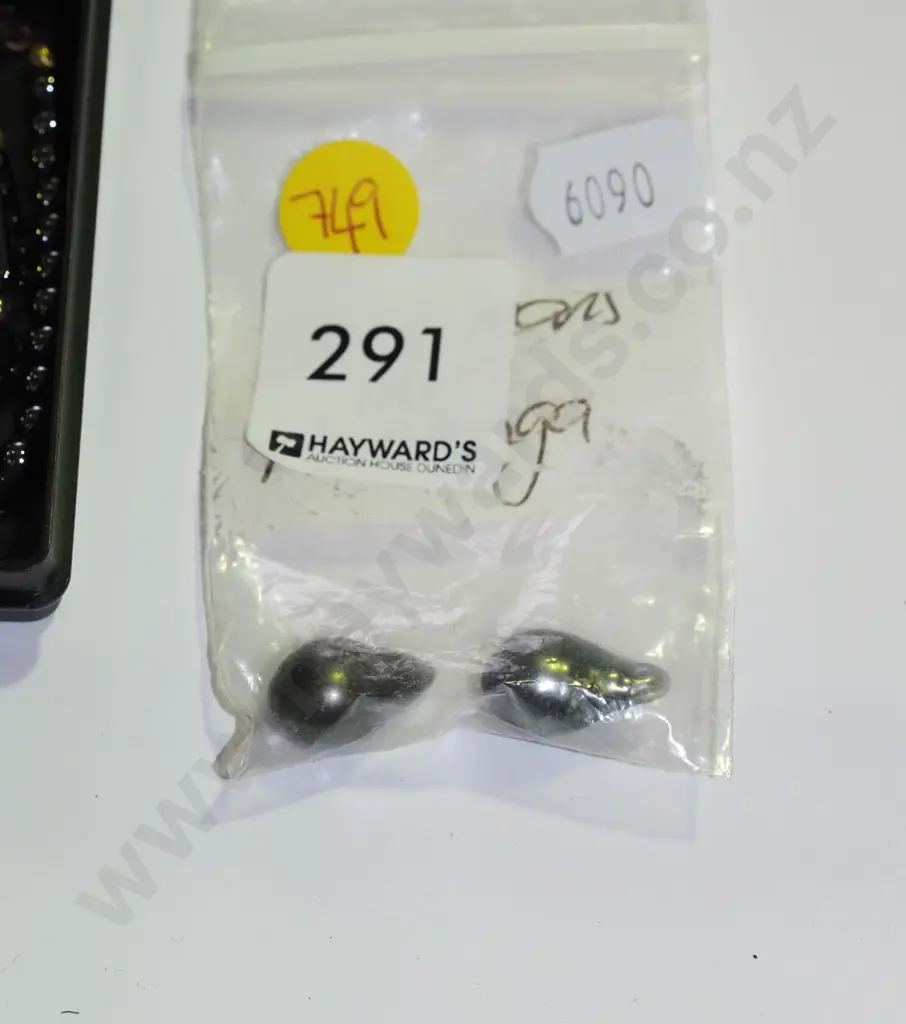 749
6090
291
HAYWARD'S
AUCTION HOUSE DUNEDIN
www.haywards.co.nz